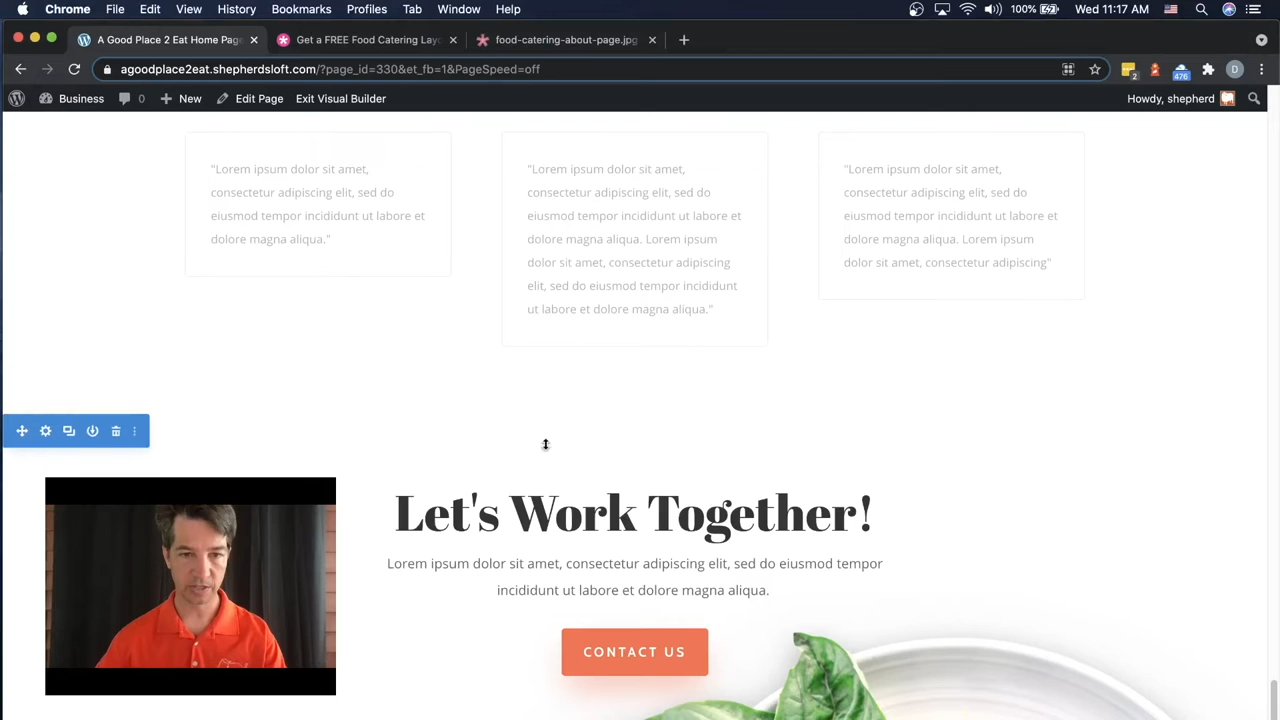 Chrome File Edit View History Bookmarks Profiles Tab Window Help 100% Wed 11:17 AM
A Good Place 2 Eat Home Page Get a FREE Food Catering Layo food-catering-about-page.jpg
agoodplace2eat.shepherdsloft.com/?page_id=330&et_fb=1&PageSpeed=off 2 476 D
Business 0 New Edit Page Exit Visual Builder Howdy, shepherd
"Lorem ipsum dolor sit amet,
consectetur adipiscing elit, sed do
eiusmod tempor incididunt ut labore et
dolore magna aliqua."
"Lorem ipsum dolor sit amet,
consectetur adipiscing elit, sed do
eiusmod tempor incididunt ut labore et
dolore magna aliqua. Lorem ipsum
dolor sit amet, consectetur adipiscing
elit, sed do eiusmod tempor incididunt
ut labore et dolore magna aliqua."
"Lorem ipsum dolor sit amet,
consectetur adipiscing elit, sed do
eiusmod tempor incididunt ut labore et
dolore magna aliqua. Lorem ipsum
dolor sit amet, consectetur adipiscing"
Let's Work Together!
Lorem ipsum dolor sit amet, consectetur adipiscing elit, sed do eiusmod tempor
incididunt ut labore et dolore magna aliqua.
CONTACT US